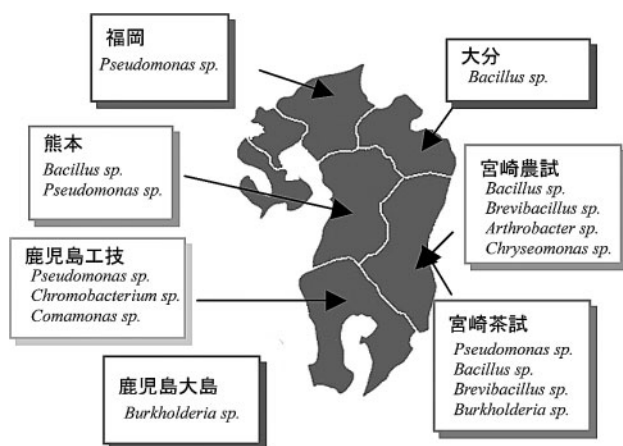 福岡
Pseudomonas sp.
大分
Bacillus sp.
熊本
Bacillus sp.
Pseudomonas sp.
宮崎農試
Bacillus sp.
Brevibacillus sp.
Arthrobacter sp.
Chryseomonas sp.
鹿児島工技
Pseudomonas sp.
Chromobacterium sp.
Comamonas sp.
宮崎茶試
Pseudomonas sp.
Bacillus sp.
Brevibacillus sp.
Burkholderia sp.
鹿児島大島
Burkholderia sp.